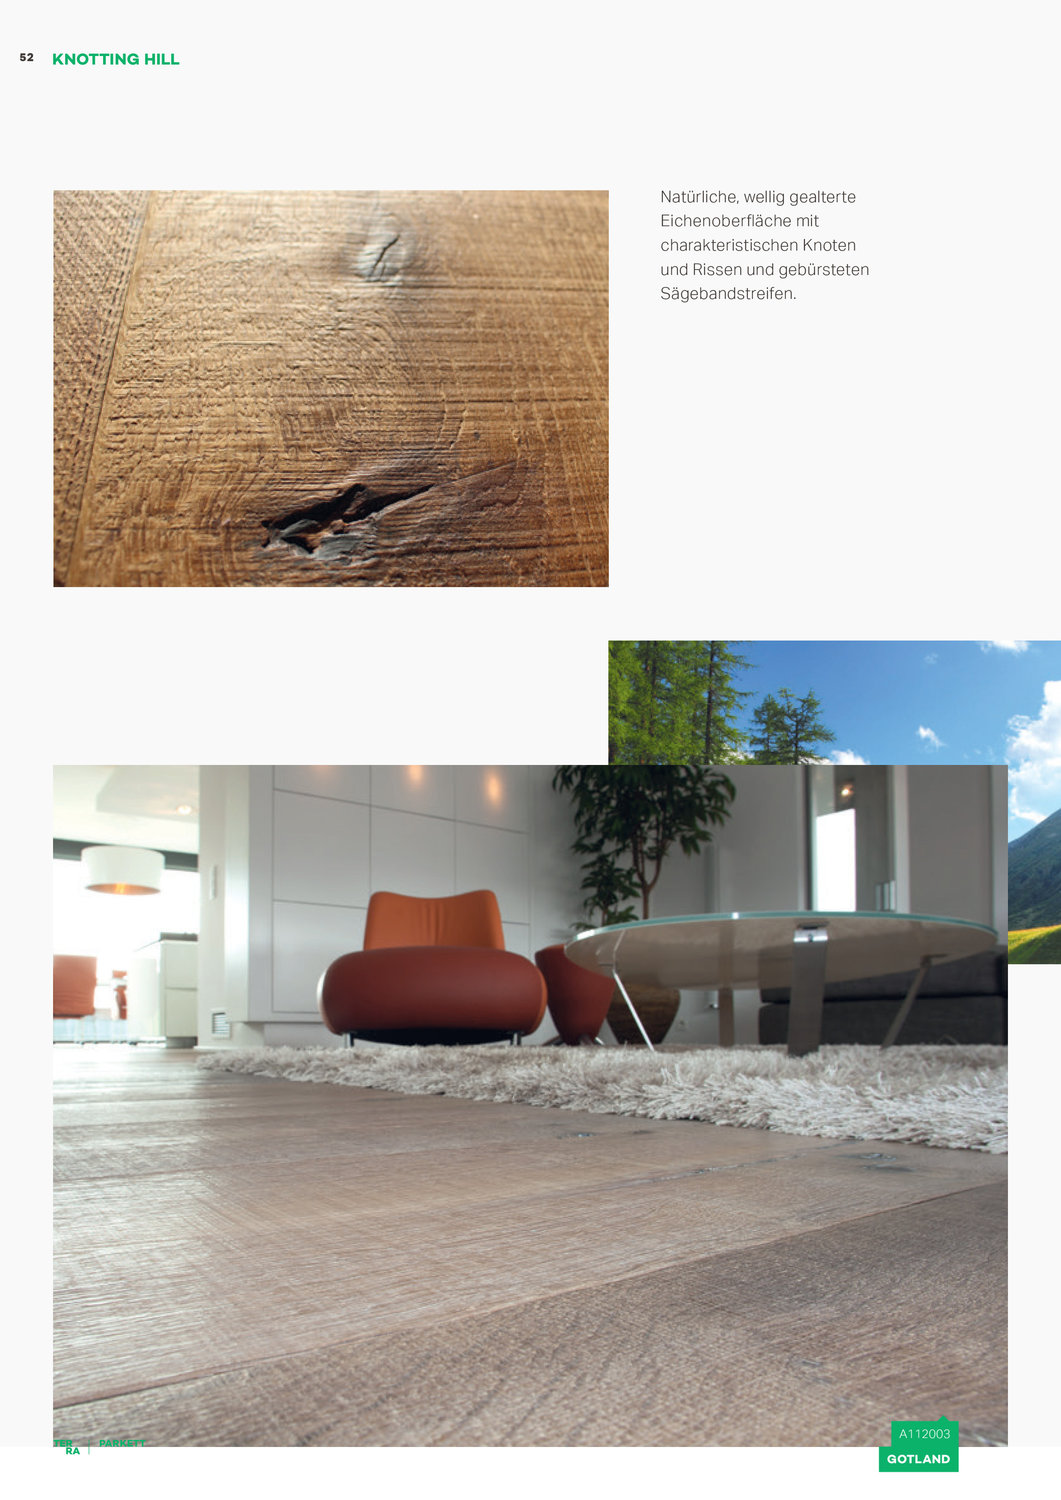 52 KNOTTING HILL
Natürliche, wellig gealterte
Eichenoberfläche mit
charakteristischen Knoten
und Rissen und gebürsteten
Sägebandstreifen.
TER
RA | PARKETT
A112003
GOTLAND